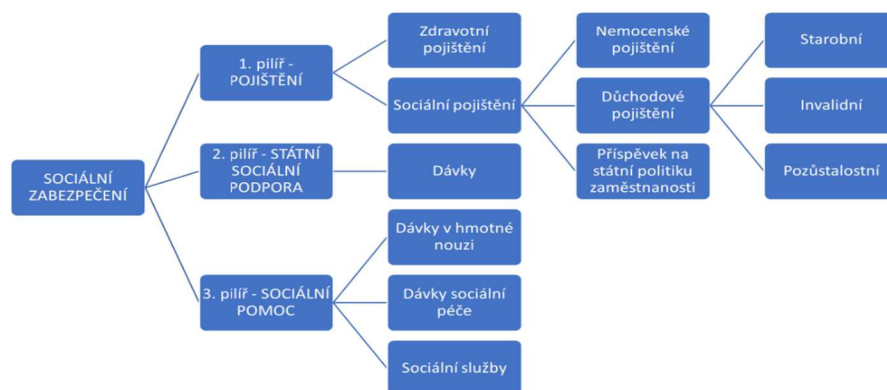 SOCIÁLNÍ
ZABEZPEČENÍ
1. pilíř -
POJIŠTĚNÍ
Zdravotní
pojištění
Sociální pojištění
Nemocenské
pojištění
Důchodové
pojištění
Starobní
Invalidní
Pozůstalostní
Příspěvek na
státní politiku
zaměstnanosti
2. pilíř - STÁTNÍ
SOCIÁLNÍ
PODPORA
Dávky
3. pilíř - SOCIÁLNÍ
POMOC
Dávky v hmotné
nouzi
Dávky sociální
péče
Sociální služby